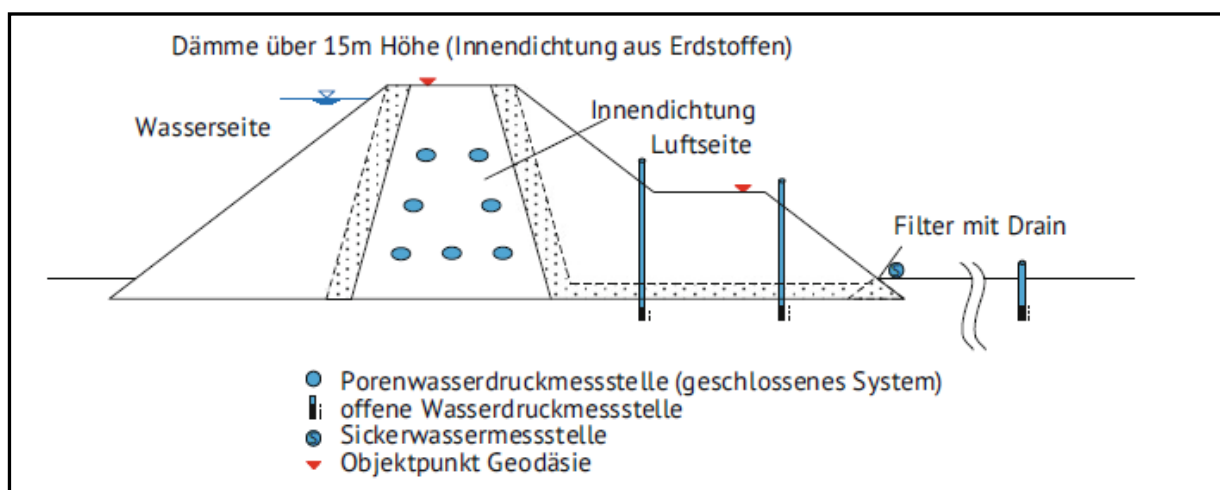 Dämme über 15m Höhe (Innendichtung aus Erdstoffen)
Innendichtung
Wasserseite
Luftseite
Filter mit Drain
S
i
i
i
Porenwasserdruckmessstelle (geschlossenes System)
i offene Wasserdruckmessstelle
S Sickerwassermessstelle
Objektpunkt Geodäsie